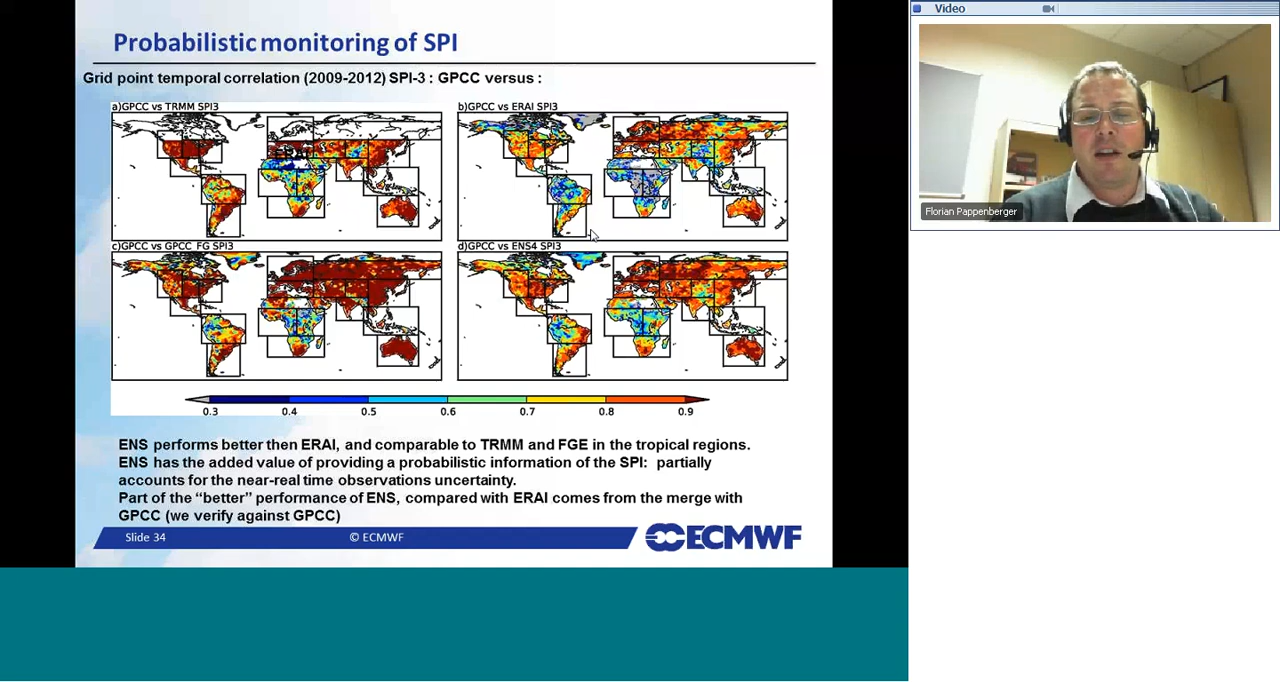 Probabilistic monitoring of SPI
Grid point temporal correlation (2009-2012) SPI-3 : GPCC versus :
a)GPCC vs TRMM SPI3
b)GPCC vs ERAI SPI3
c)GPCC vs GPCC_FG SPI3
d)GPCC vs ENS4 SPI3
0.3 0.4 0.5 0.6 0.7 0.8 0.9
ENS performs better then ERAI, and comparable to TRMM and FGE in the tropical regions.
ENS has the added value of providing a probabilistic information of the SPI: partially
accounts for the near-real time observations uncertainty.
Part of the “better” performance of ENS, compared with ERAI comes from the merge with
GPCC (we verify against GPCC)
Slide 34
© ECMWF
ECMWF
Video
Florian Pappenberger